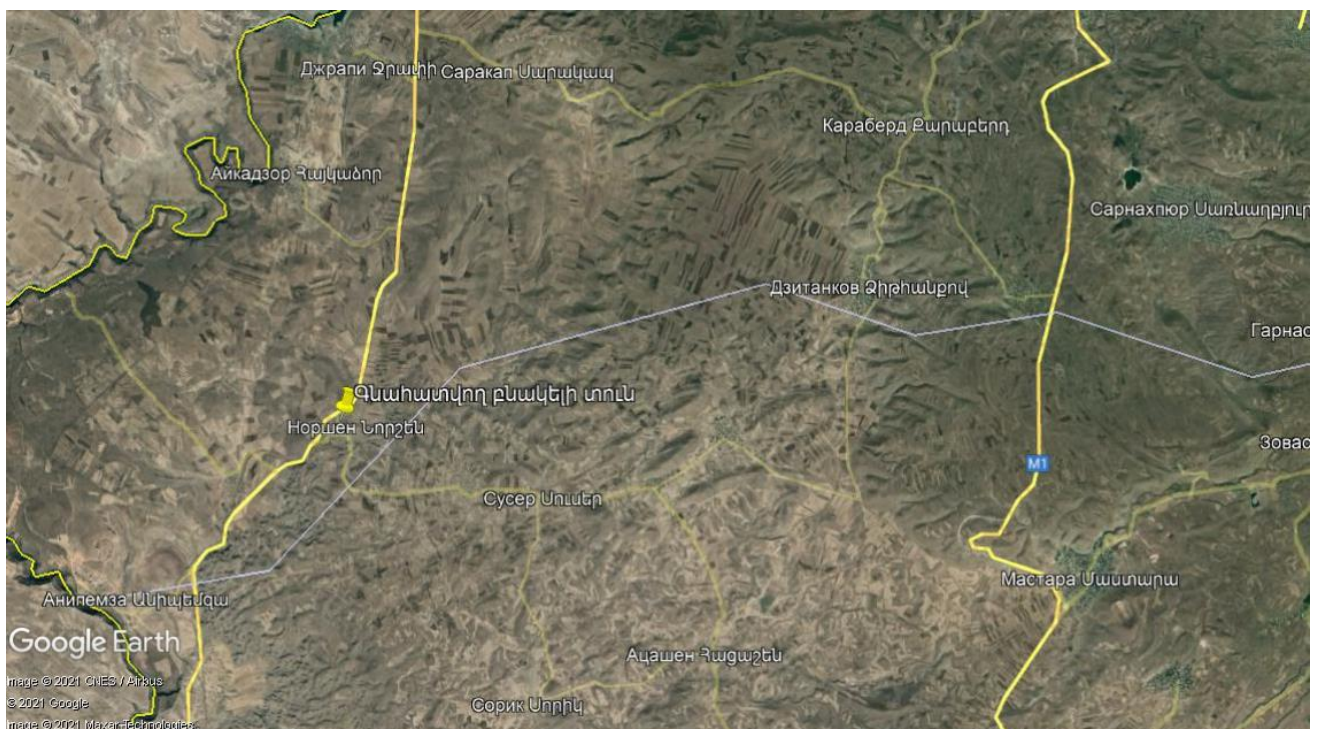 Джрапи Ջրափի
Саракап Սարակապ
Караберд Քարաբերդ
Айкадзор Հայկաձոր
Сарнахпюр Սառնաղբյուր
Дзитанков Ձիթհանքով
Гарнао
Գնահատվող բնակելի տուն
Норшен Նորշեն
Зовас
M1
Сусер Սուսեր
Мастара Մաստարա
Анипемза Անիպեմզա
Google Earth
Ацашен Հացաշեն
Image © 2021 CNES / Airbus
© 2021 Google
Сорик Սորիկ
Image © 2021 Maxar Technologies